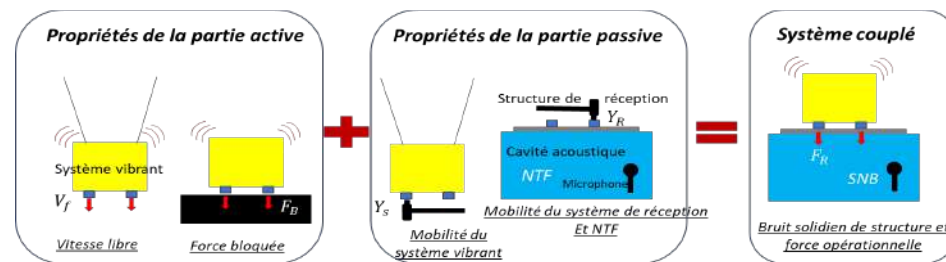 Propriétés de la partie active
Système vibrant
V_f
Vitesse libre
F_B
Force bloquée
Propriétés de la partie passive
Structure de réception
Y_R
Cavité acoustique
NTF
Microphone
Y_S
Mobilité du
système vibrant
Mobilité du système de réception
Et NTF
Système couplé
F_R
SNB
Bruit solidien de structure et
force opérationnelle